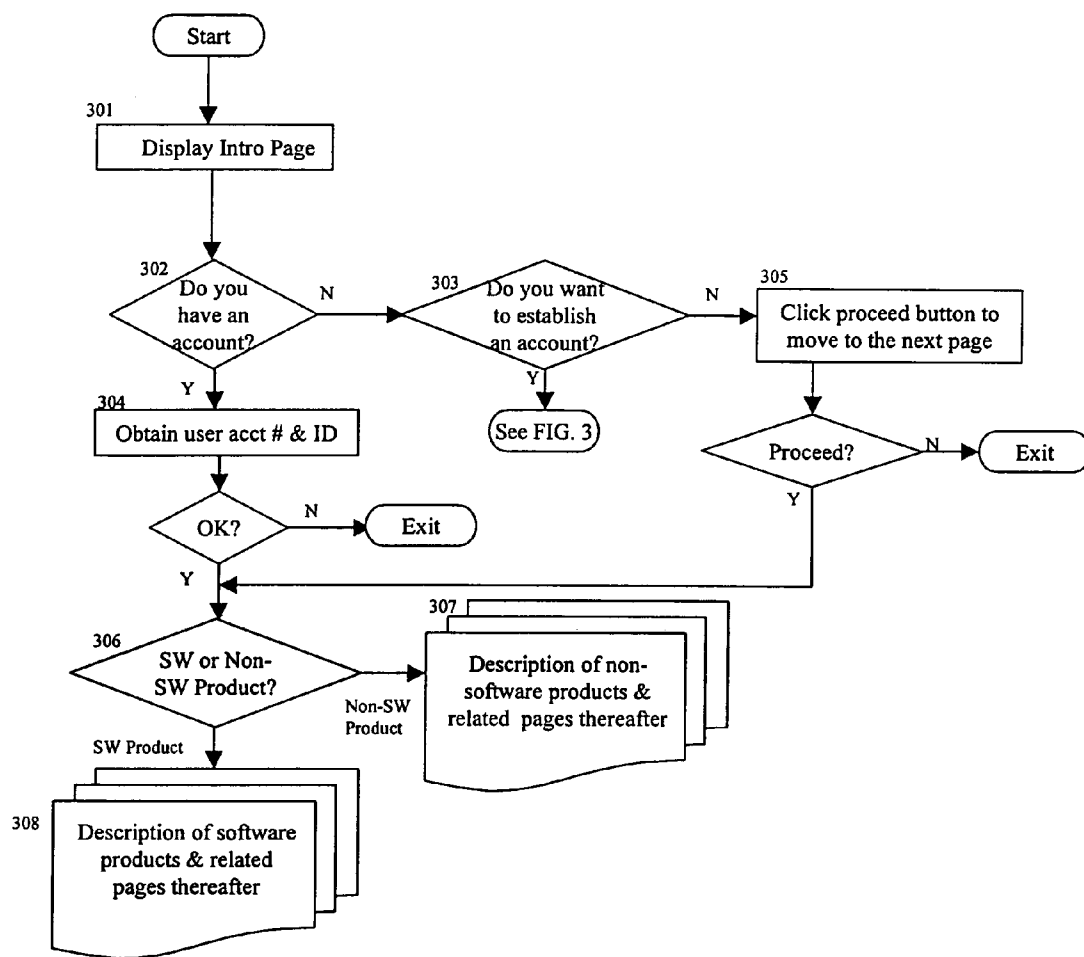 Start
301
Display Intro Page
302
Do you
have an
account?
N
Y
303
Do you want
to establish
an account?
N
Y
See FIG. 3
305
Click proceed button to
move to the next page
Proceed?
N
Exit
Y
304
Obtain user acct # & ID
OK?
N
Exit
Y
306
SW or Non-
SW Product?
Non-SW
Product
SW Product
307
Description of non-
software products &
related pages thereafter
308
Description of software
products & related
pages thereafter